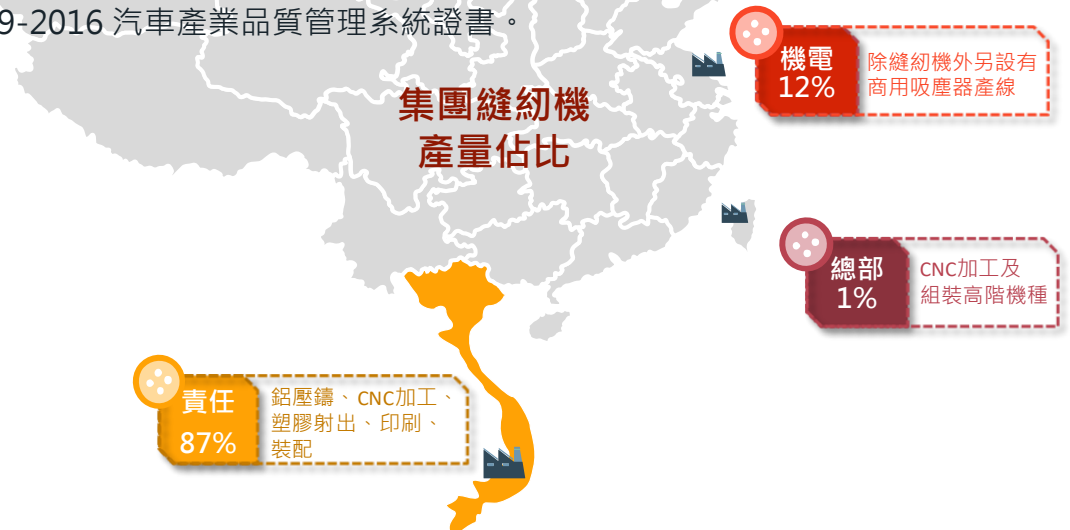 9-2016 汽車產業品質管理系統證書。
集團縫紉機
產量佔比
機電
12%
除縫紉機外另設有
商用吸塵器產線
總部
1%
CNC加工及
組裝高階機種
責任
87%
鋁壓鑄、CNC加工、
塑膠射出、印刷、
裝配